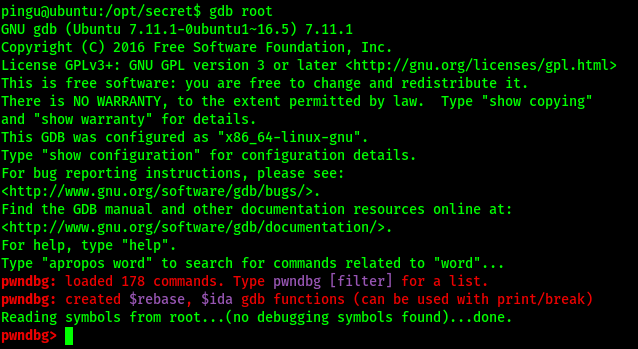 pingu@ubuntu:/opt/secret$ gdb root
GNU gdb (Ubuntu 7.11.1-0ubuntu1~16.5) 7.11.1
Copyright (C) 2016 Free Software Foundation, Inc.
License GPLv3+: GNU GPL version 3 or later <http://gnu.org/licenses/gpl.html>
This is free software: you are free to change and redistribute it.
There is NO WARRANTY, to the extent permitted by law.  Type "show copying"
and "show warranty" for details.
This GDB was configured as "x86_64-linux-gnu".
Type "show configuration" for configuration details.
For bug reporting instructions, please see:
<http://www.gnu.org/software/gdb/bugs/>.
Find the GDB manual and other documentation resources online at:
<http://www.gnu.org/software/gdb/documentation/>.
For help, type "help".
Type "apropos word" to search for commands related to "word"...
pwndbg: loaded 178 commands. Type pwndbg [filter] for a list.
pwndbg: created $rebase, $ida gdb functions (can be used with print/break)
Reading symbols from root...(no debugging symbols found)...done.
pwndbg>